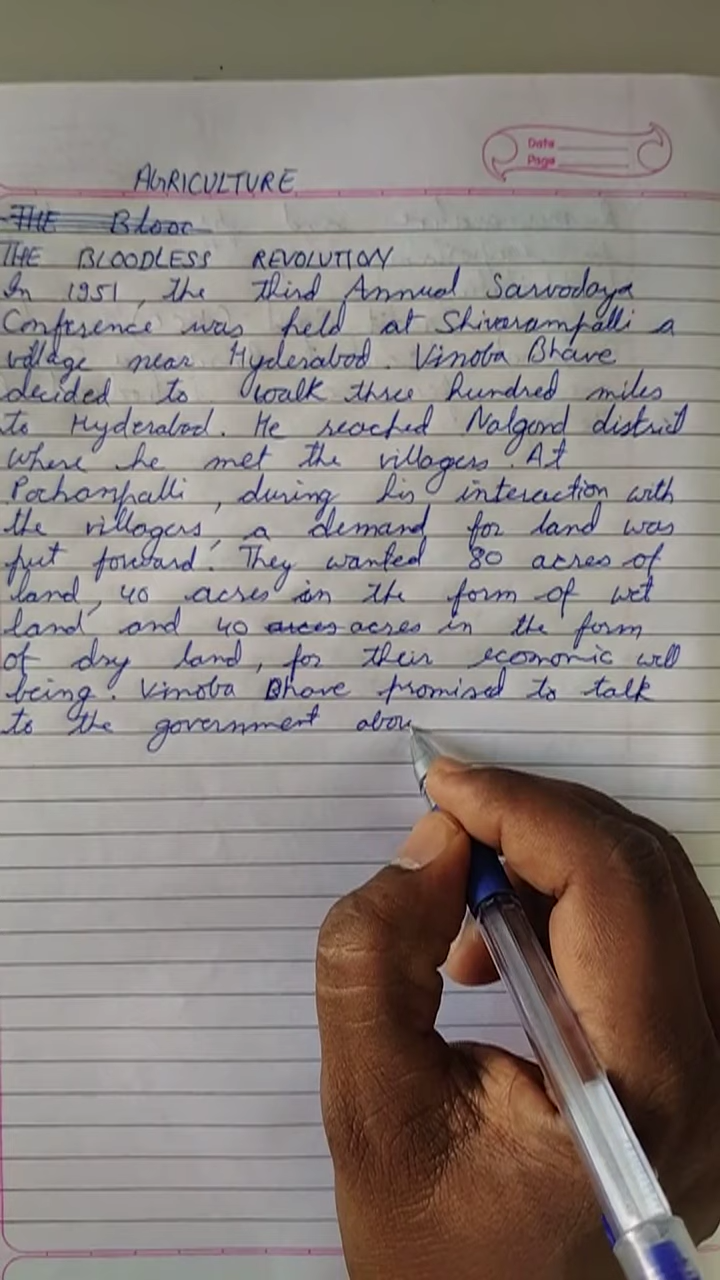 Date
Page
AGRICULTURE
THE Bloo
THE BLOODLESS REVOLUTION
In 1951, the third Annual Sarvodaya
Conference was held at Shivarampalli a
village near Hyderabad. Vinoba Bhave
decided to walk three hundred miles
to Hyderabad. He reached Nalgond district
where he met the villagers. At
Pochampalli, during his interaction with
the villagers, a demand for land was
put forward. They wanted 80 acres of
land, 40 acres in the form of wet
land and 40 acres in the form
of dry land, for their economic well
being. Vinoba Bhave promised to talk
to the government abou